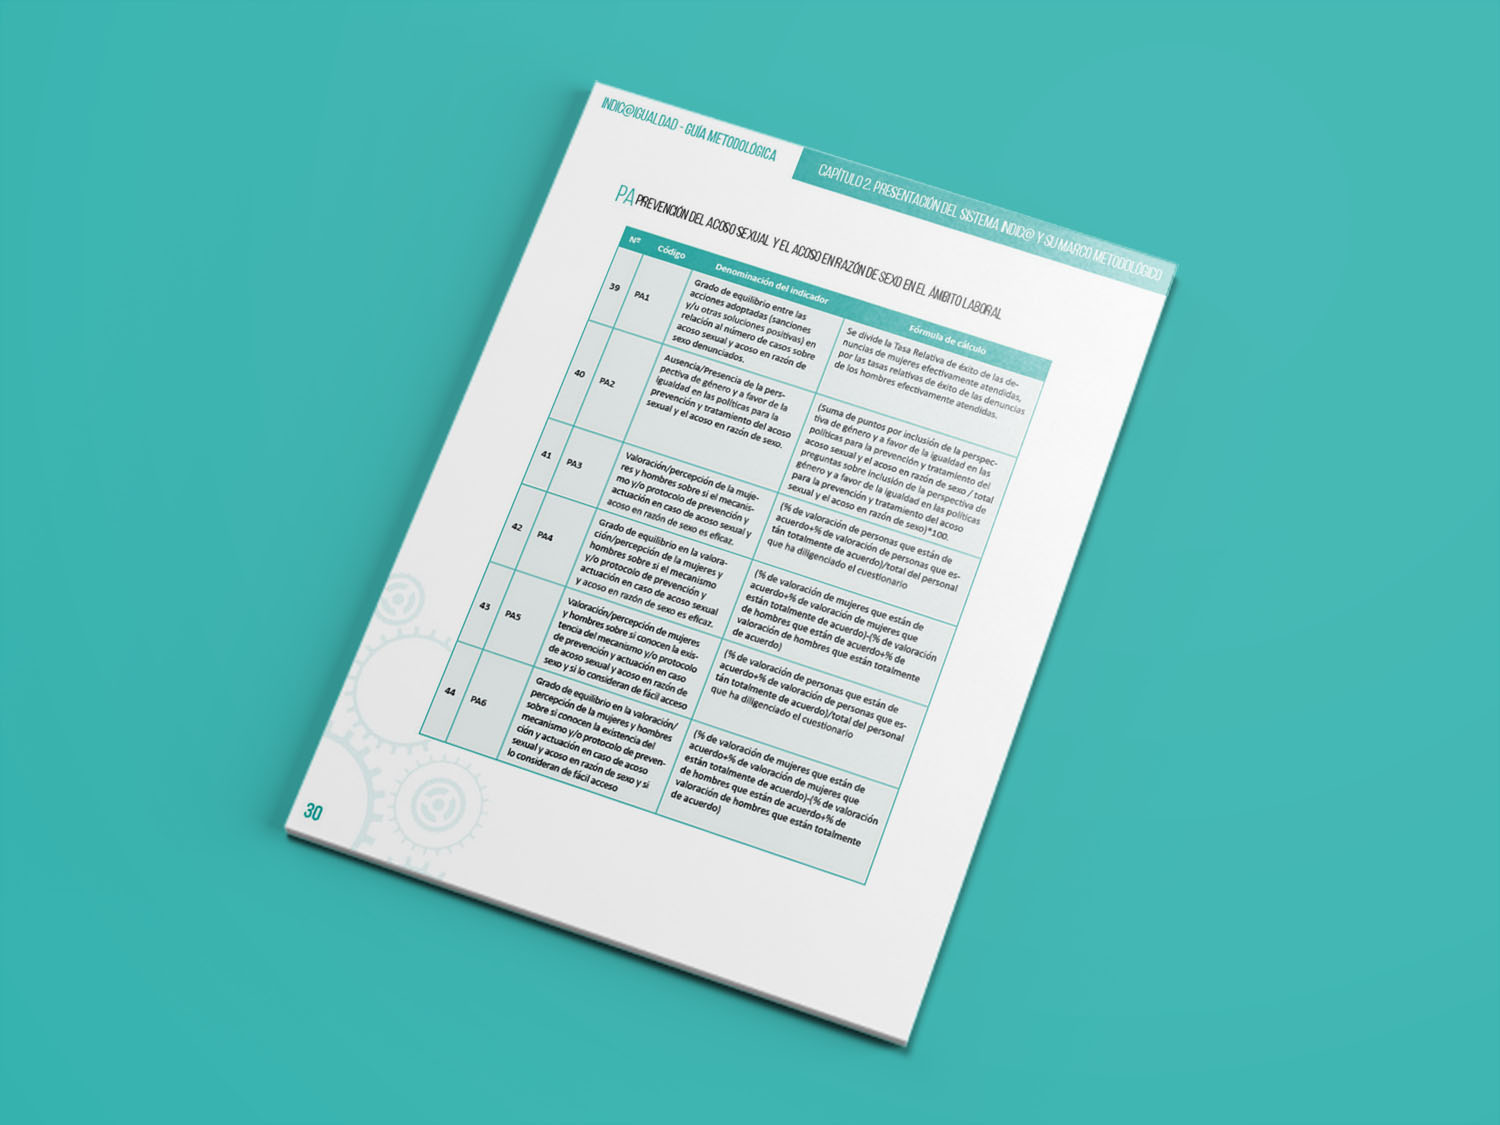 INDIC@IGUALDAD - GUÍA METODOLÓGICA
CAPÍTULO 2. PRESENTACIÓN DEL SISTEMA INDIC@ Y SU MARCO METODOLÓGICO
PA PREVENCIÓN DEL ACOSO SEXUAL Y EL ACOSO EN RAZÓN DE SEXO EN EL ÁMBITO LABORAL
Nº
Código
Denominación del indicador
Fórmula de cálculo
39
PA1
Grado de equilibrio entre las
acciones adoptadas (sanciones
y/u otras soluciones positivas) en
relación al número de casos sobre
acoso sexual y acoso en razón de
sexo denunciados.
Se divide la Tasa Relativa de éxito de las de-
nuncias de mujeres efectivamente atendidas,
por las tasas relativas de éxito de las denuncias
de los hombres efectivamente atendidas.
40
PA2
Ausencia/Presencia de la pers-
pectiva de género y a favor de la
igualdad en las políticas para la
prevención y tratamiento del acoso
sexual y el acoso en razón de sexo.
(Suma de puntos por inclusión de la perspec-
tiva de género y a favor de la igualdad en las
políticas para la prevención y tratamiento del
acoso sexual y el acoso en razón de sexo / total
preguntas sobre inclusión de la perspectiva de
género y a favor de la igualdad en las políticas
para la prevención y tratamiento del acoso
sexual y el acoso en razón de sexo)*100.
41
PA3
Valoración/percepción de la muje-
res y hombres sobre si el mecanis-
mo y/o protocolo de prevención y
actuación en caso de acoso sexual y
acoso en razón de sexo es eficaz.
(% de valoración de personas que están de
acuerdo+% de valoración de personas que es-
tán totalmente de acuerdo)/total del personal
que ha diligenciado el cuestionario
42
PA4
Grado de equilibrio en la valora-
ción/percepción de la mujeres y
hombres sobre si el mecanismo
y/o protocolo de prevención y
actuación en caso de acoso sexual
y acoso en razón de sexo es eficaz.
(% de valoración de mujeres que están de
acuerdo+% de valoración de mujeres que
están totalmente de acuerdo)-(% de valoración
de hombres que están de acuerdo+% de
valoración de hombres que están totalmente
de acuerdo)
43
PA5
Valoración/percepción de mujeres
y hombres sobre si conocen la exis-
tencia del mecanismo y/o protocolo
de prevención y actuación en caso
de acoso sexual y acoso en razón de
sexo y si lo consideran de fácil acceso
(% de valoración de personas que están de
acuerdo+% de valoración de personas que es-
tán totalmente de acuerdo)/total del personal
que ha diligenciado el cuestionario
44
PA6
Grado de equilibrio en la valoración/
percepción de la mujeres y hombres
sobre si conocen la existencia del
mecanismo y/o protocolo de preven-
ción y actuación en caso de acoso
sexual y acoso en razón de sexo y si
lo consideran de fácil acceso
(% de valoración de mujeres que están de
acuerdo+% de valoración de mujeres que
están totalmente de acuerdo)-(% de valoración
de hombres que están de acuerdo+% de
valoración de hombres que están totalmente
de acuerdo)
30